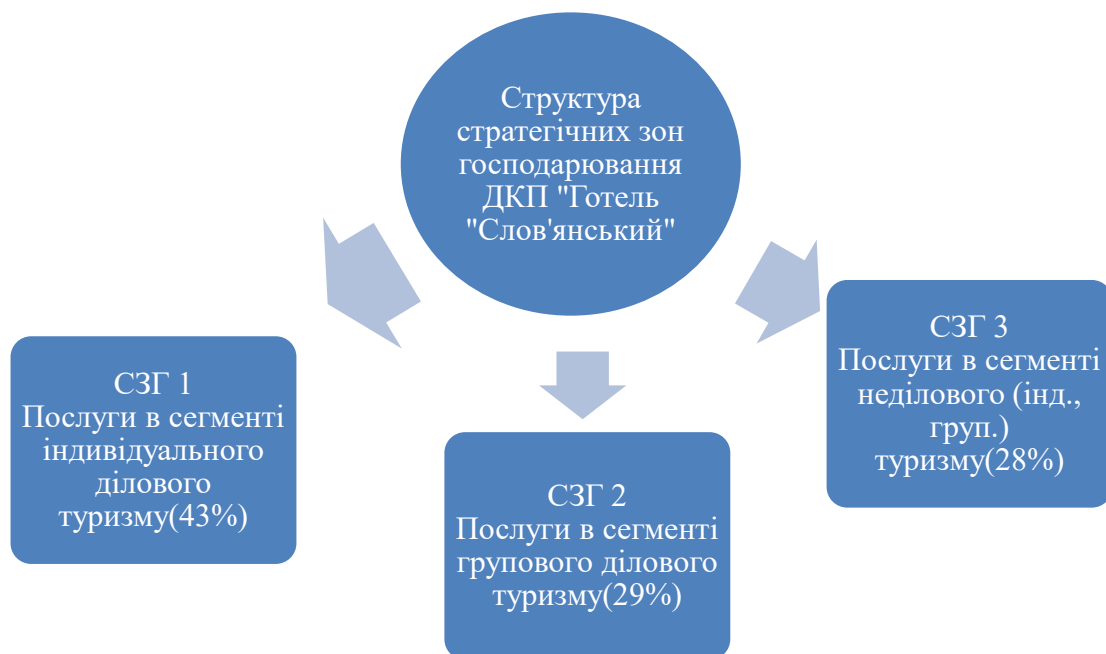 Структура
стратегічних зон
господарювання
ДКП "Готель
"Слов'янський"
СЗГ 1
Послуги в сегменті
індивідуального
ділового
туризму(43%)
СЗГ 2
Послуги в сегменті
групового ділового
туризму(29%)
СЗГ 3
Послуги в сегменті
неділового (інд.,
груп.)
туризму(28%)